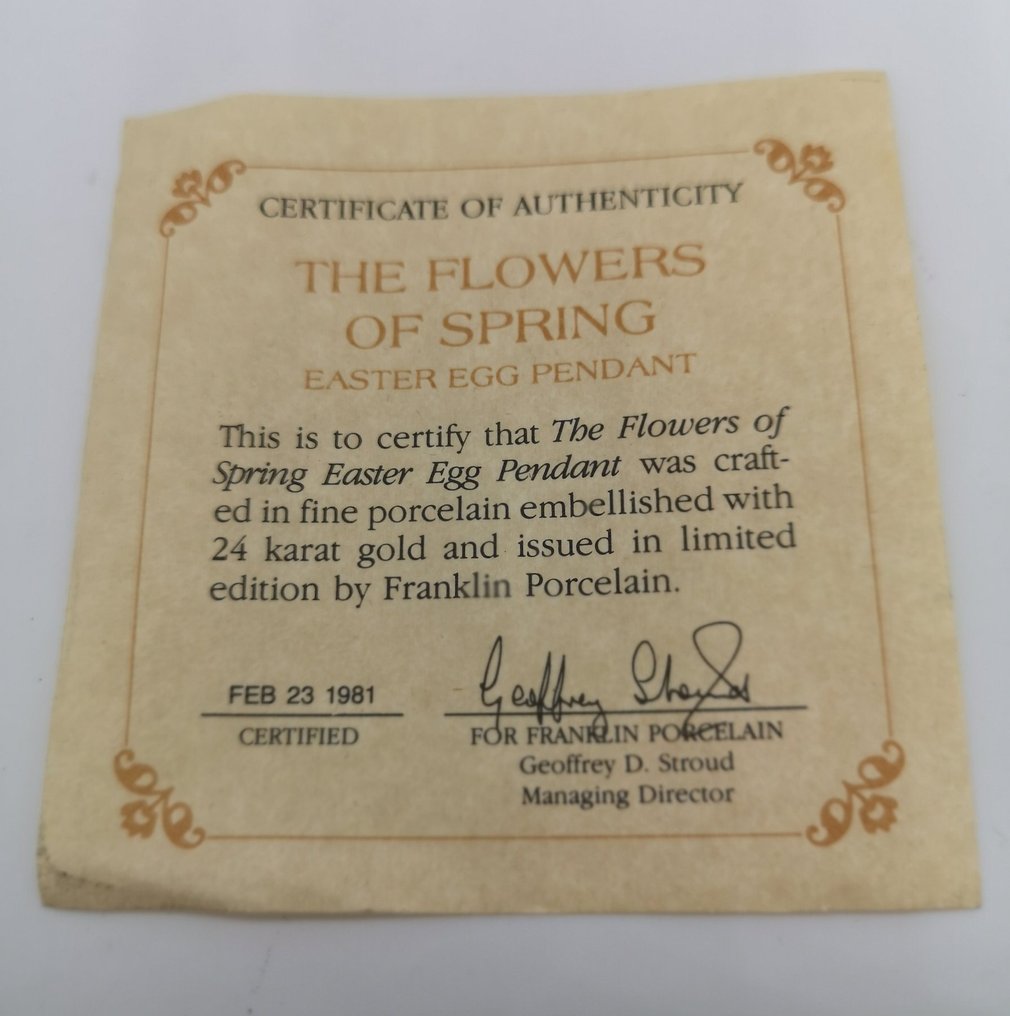 CERTIFICATE OF AUTHENTICITY
THE FLOWERS
OF SPRING
EASTER EGG PENDANT
This is to certify that The Flowers of
Spring Easter Egg Pendant was craft-
ed in fine porcelain embellished with
24 karat gold and issued in limited
edition by Franklin Porcelain.
FEB 23 1981
CERTIFIED
Geoffrey Stroud
FOR FRANKLIN PORCELAIN
Geoffrey D. Stroud
Managing Director